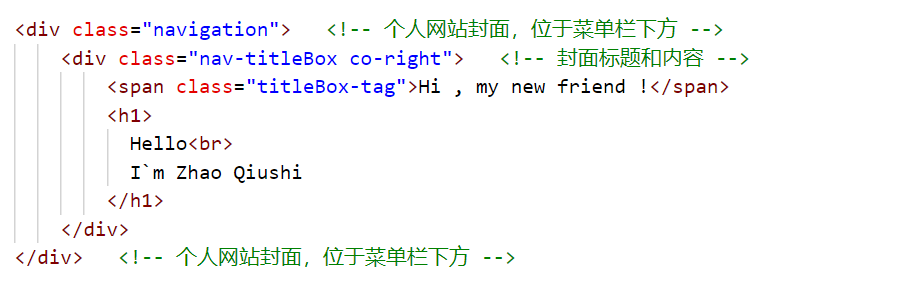 <div class="navigation">   <!-- 个人网站封面，位于菜单栏下方 -->
    <div class="nav-titleBox co-right">   <!-- 封面标题和内容 -->
        <span class="titleBox-tag">Hi , my new friend !</span>
        <h1>
          Hello<br>
          I`m Zhao Qiushi
        </h1>
    </div>
</div>   <!-- 个人网站封面，位于菜单栏下方 -->